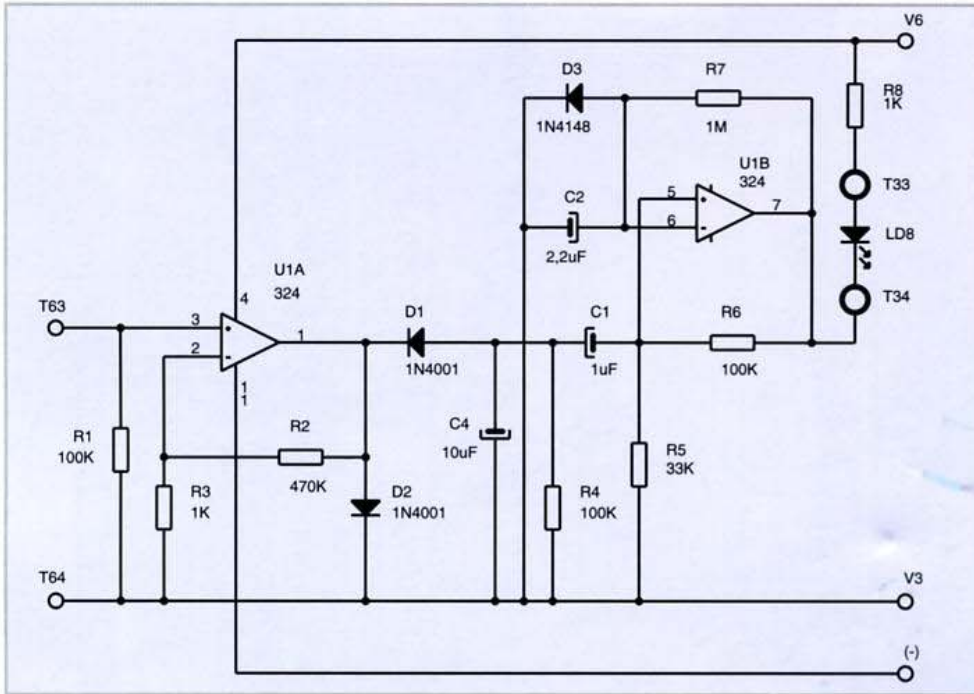 V6
D3
R7
R8
1K
1N4148
1M
U1B
324
T33
5
7
C2
6
LD8
2,2uF
U1A
324
T34
T63
4
D1
C1
R6
3
1
2
1N4001
1uF
100K
1
1
R2
C4
10uF
R1
100K
R5
33K
470K
R3
1K
D2
1N4001
R4
100K
T64
V3
(-)